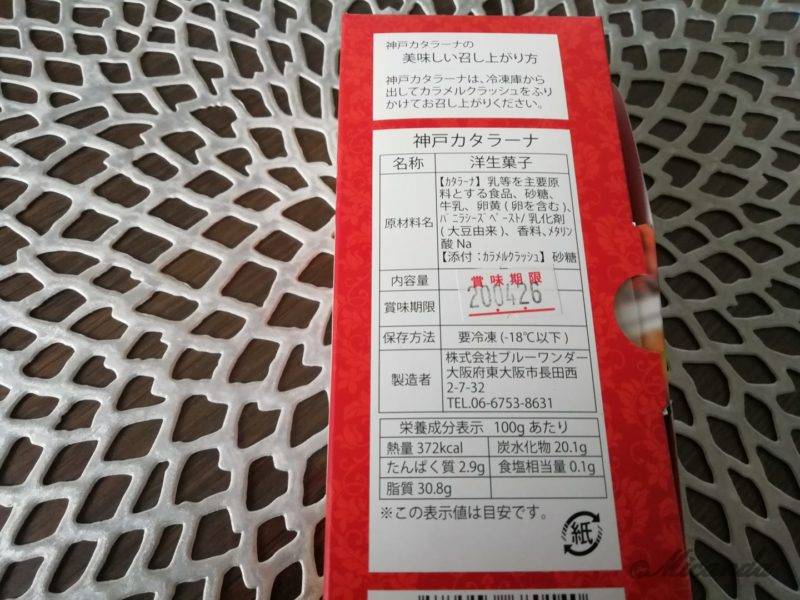 神戸カタラーナの
美味しい召し上がり方
神戸カタラーナは、冷凍庫から
出してカラメルクラッシュをふり
かけてお召し上がりください。
神戸カタラーナ
名称 洋生菓子
原材料名
【カタラーナ】乳等を主要原
料とする食品、砂糖、
牛乳、卵黄(卵を含む)、
バニラシーズペースト/乳化剤
(大豆由来)、香料、メタリン
酸Na
【添付:カラメルクラッシュ】砂糖
内容量
賞味期限
賞味期限
200426
保存方法 要冷凍(-18℃以下)
製造者
株式会社ブルーワンダー
大阪府東大阪市長田西
2-7-32
TEL.06-6753-8631
栄養成分表示 100gあたり
熱量 372kcal 炭水化物 20.1g
たんぱく質 2.9g 食塩相当量 0.1g
脂質 30.8g
※この表示値は目安です。
紙